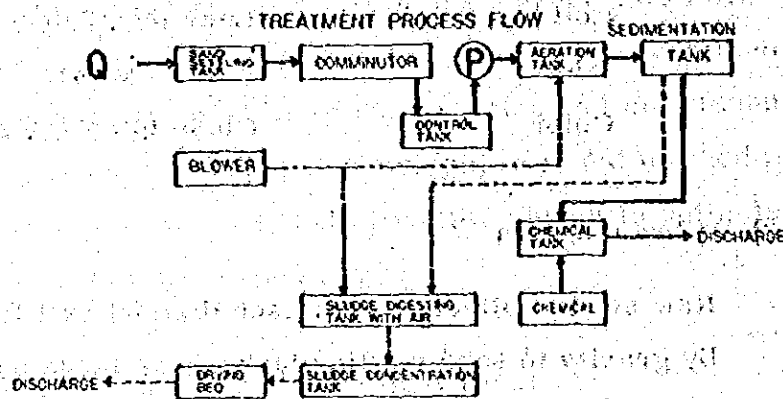 TREATMENT PROCESS FLOW
Q
SAND
SETTLING
TANK
COMMINUTOR
P
AERATION
TANK
SEDIMENTATION
TANK
CONTROL
TANK
BLOWER
CHEMICAL
TANK
DISCHARGE
CHEMICAL
SLUDGE DIGESTING
TANK WITH AIR
DISCHARGE
DRYING
BED
SLUDGE CONCENTRATION
TANK